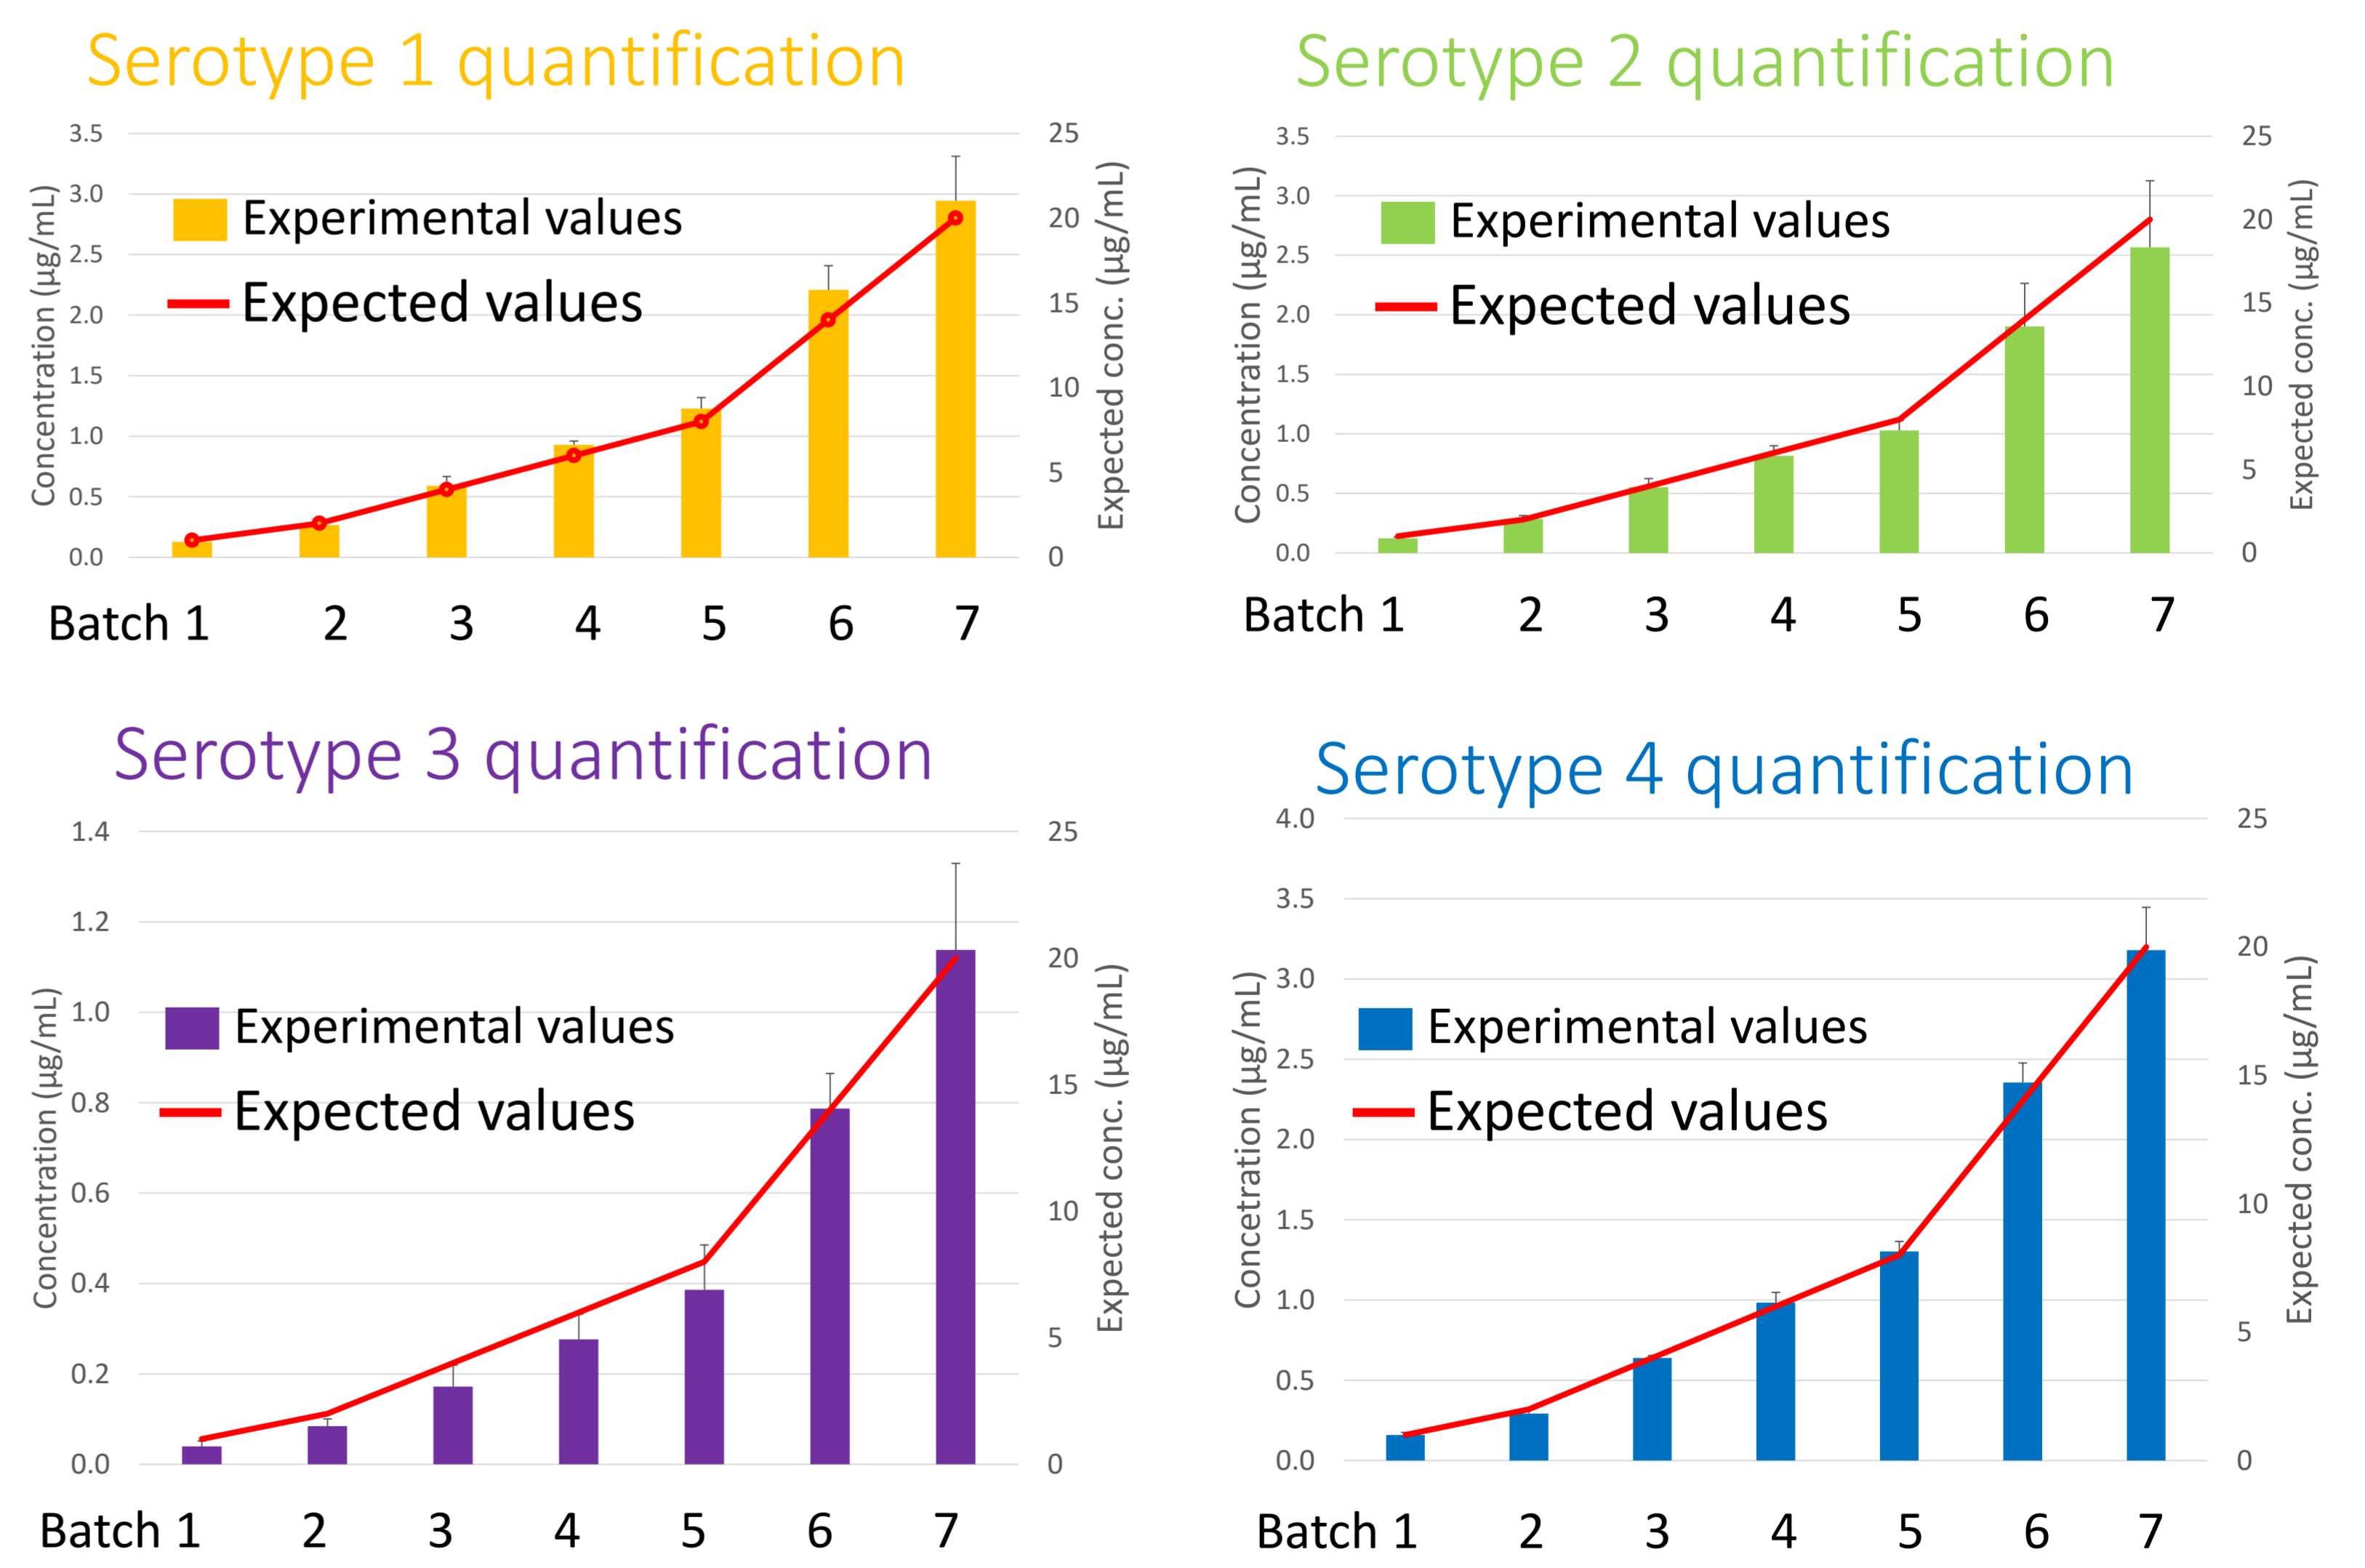 Serotype 1 quantification
3.5
3.0
2.5
2.0
1.5
1.0
0.5
0.0
Concentration (µg/mL)
Experimental values
Expected values
25
20
15
10
5
0
Expected conc. (µg/mL)
Batch 1 2 3 4 5 6 7
Serotype 2 quantification
3.5
3.0
2.5
2.0
1.5
1.0
0.5
0.0
Concentration (µg/mL)
Experimental values
Expected values
25
20
15
10
5
0
Expected conc. (µg/mL)
Batch 1 2 3 4 5 6 7
Serotype 3 quantification
1.4
1.2
1.0
0.8
0.6
0.4
0.2
0.0
Concentration (µg/mL)
Experimental values
Expected values
25
20
15
10
5
0
Expected conc. (µg/mL)
Batch 1 2 3 4 5 6 7
Serotype 4 quantification
4.0
3.5
3.0
2.5
2.0
1.5
1.0
0.5
0.0
Concetration (µg/mL)
Experimental values
Expected values
25
20
15
10
5
0
Expected conc. (µg/mL)
Batch 1 2 3 4 5 6 7